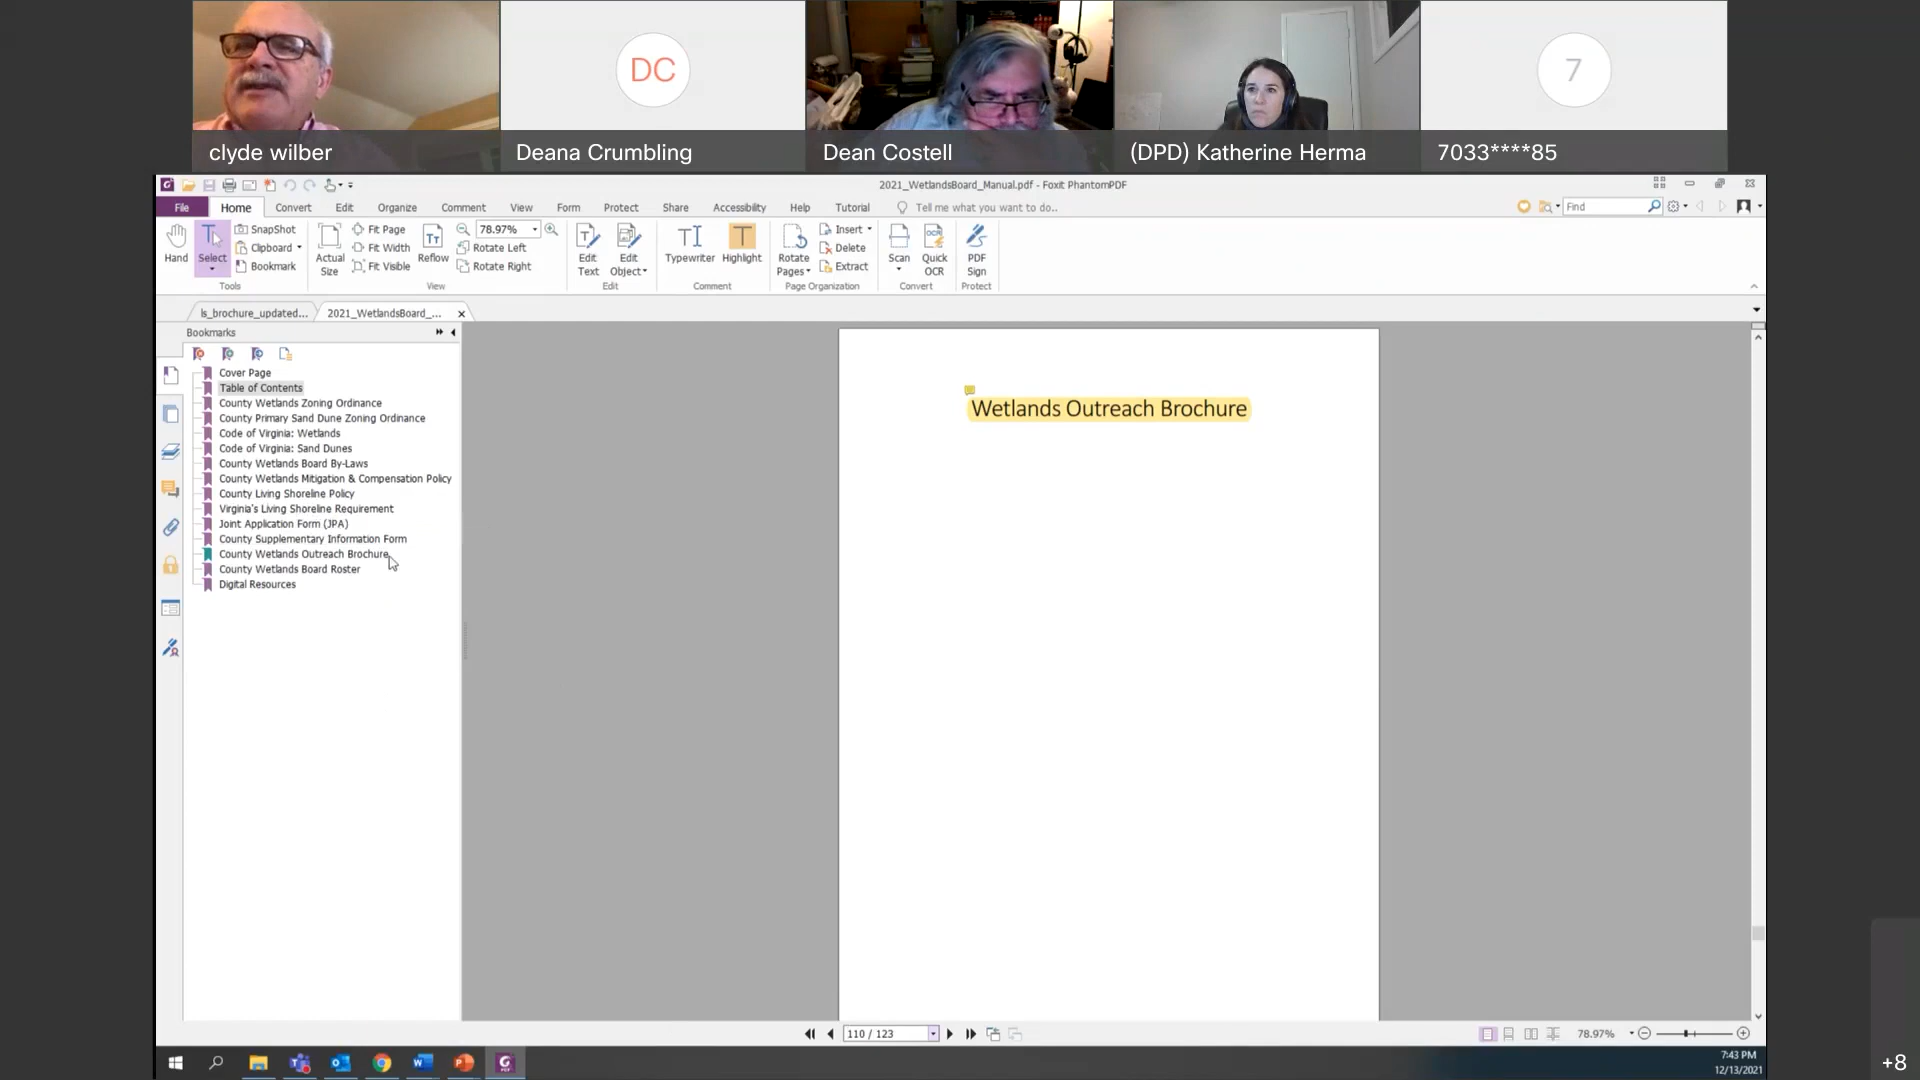 DC
7
clyde wilber
Deana Crumbling
Dean Costell
(DPD) Katherine Herma
7033****85
2021_WetlandsBoard_Manual.pdf - Foxit PhantomPDF
File Home Convert Edit Organize Comment View Form Protect Share Accessibility Help Tutorial Tell me what you want to do.. Find
Hand
Select
SnapShot
Clipboard
Bookmark
Tools
Actual Size
Fit Page
Fit Width
Fit Visible
Reflow
78.97%
Rotate Left
Rotate Right
View
Edit Text
Edit Object
Edit
Typewriter
Highlight
Comment
Rotate Pages
Insert
Delete
Extract
Page Organization
Scan
Quick OCR
Convert
PDF Sign
Protect
ls_brochure_updated...
2021_WetlandsBoard_...
Bookmarks
Cover Page
Table of Contents
County Wetlands Zoning Ordinance
County Primary Sand Dune Zoning Ordinance
Code of Virginia: Wetlands
Code of Virginia: Sand Dunes
County Wetlands Board By-Laws
County Wetlands Mitigation & Compensation Policy
County Living Shoreline Policy
Virginia's Living Shoreline Requirement
Joint Application Form (JPA)
County Supplementary Information Form
County Wetlands Outreach Brochure
County Wetlands Board Roster
Digital Resources
Wetlands Outreach Brochure
110 / 123
78.97%
7:43 PM
12/13/2021
+8